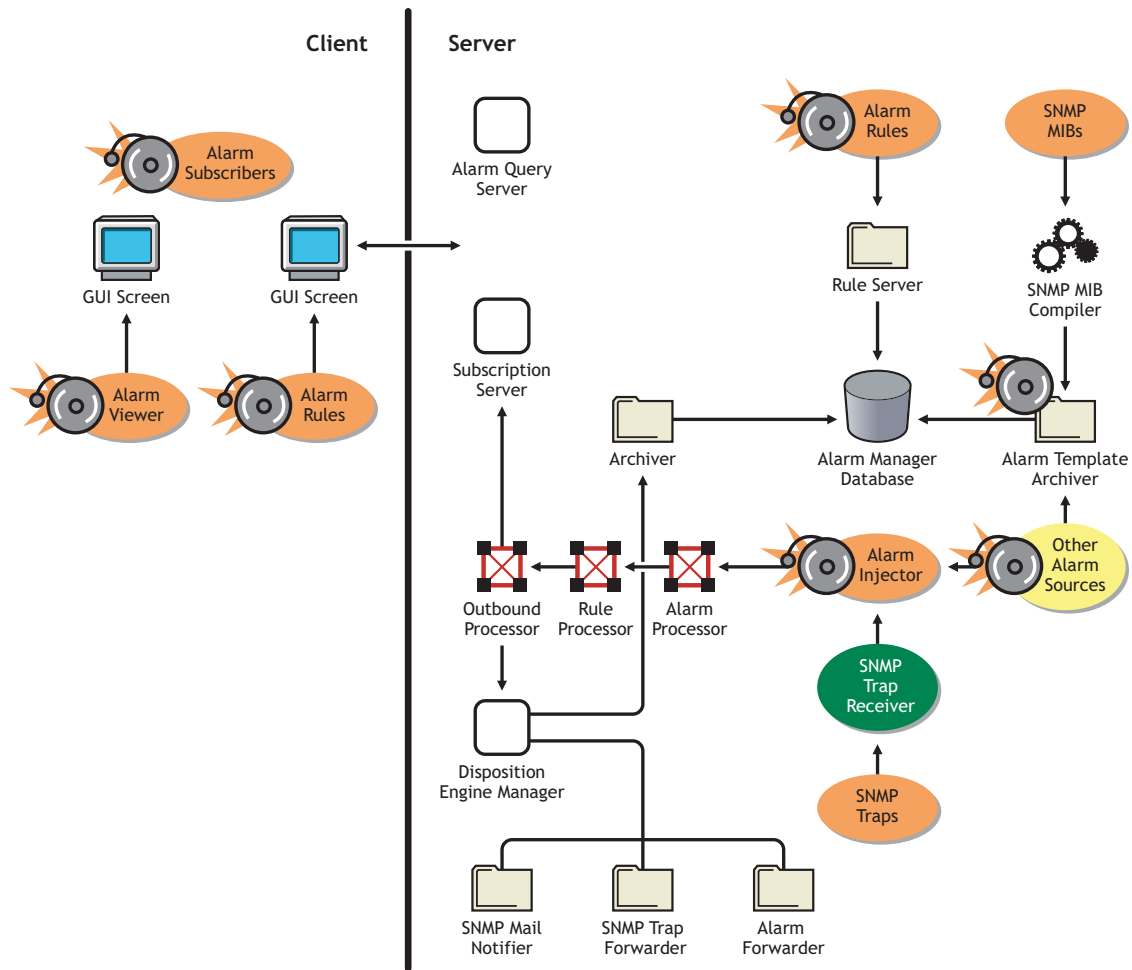 Client
Server
Alarm
Subscribers
GUI Screen
GUI Screen
Alarm
Viewer
Alarm
Rules
Alarm Query
Server
Subscription
Server
Alarm
Rules
SNMP
MIBs
Rule Server
SNMP MIB
Compiler
Archiver
Alarm Manager
Database
Alarm Template
Archiver
Outbound
Processor
Rule
Processor
Alarm
Processor
Alarm
Injector
Other
Alarm
Sources
SNMP
Trap
Receiver
Disposition
Engine Manager
SNMP
Traps
SNMP Mail
Notifier
SNMP Trap
Forwarder
Alarm
Forwarder